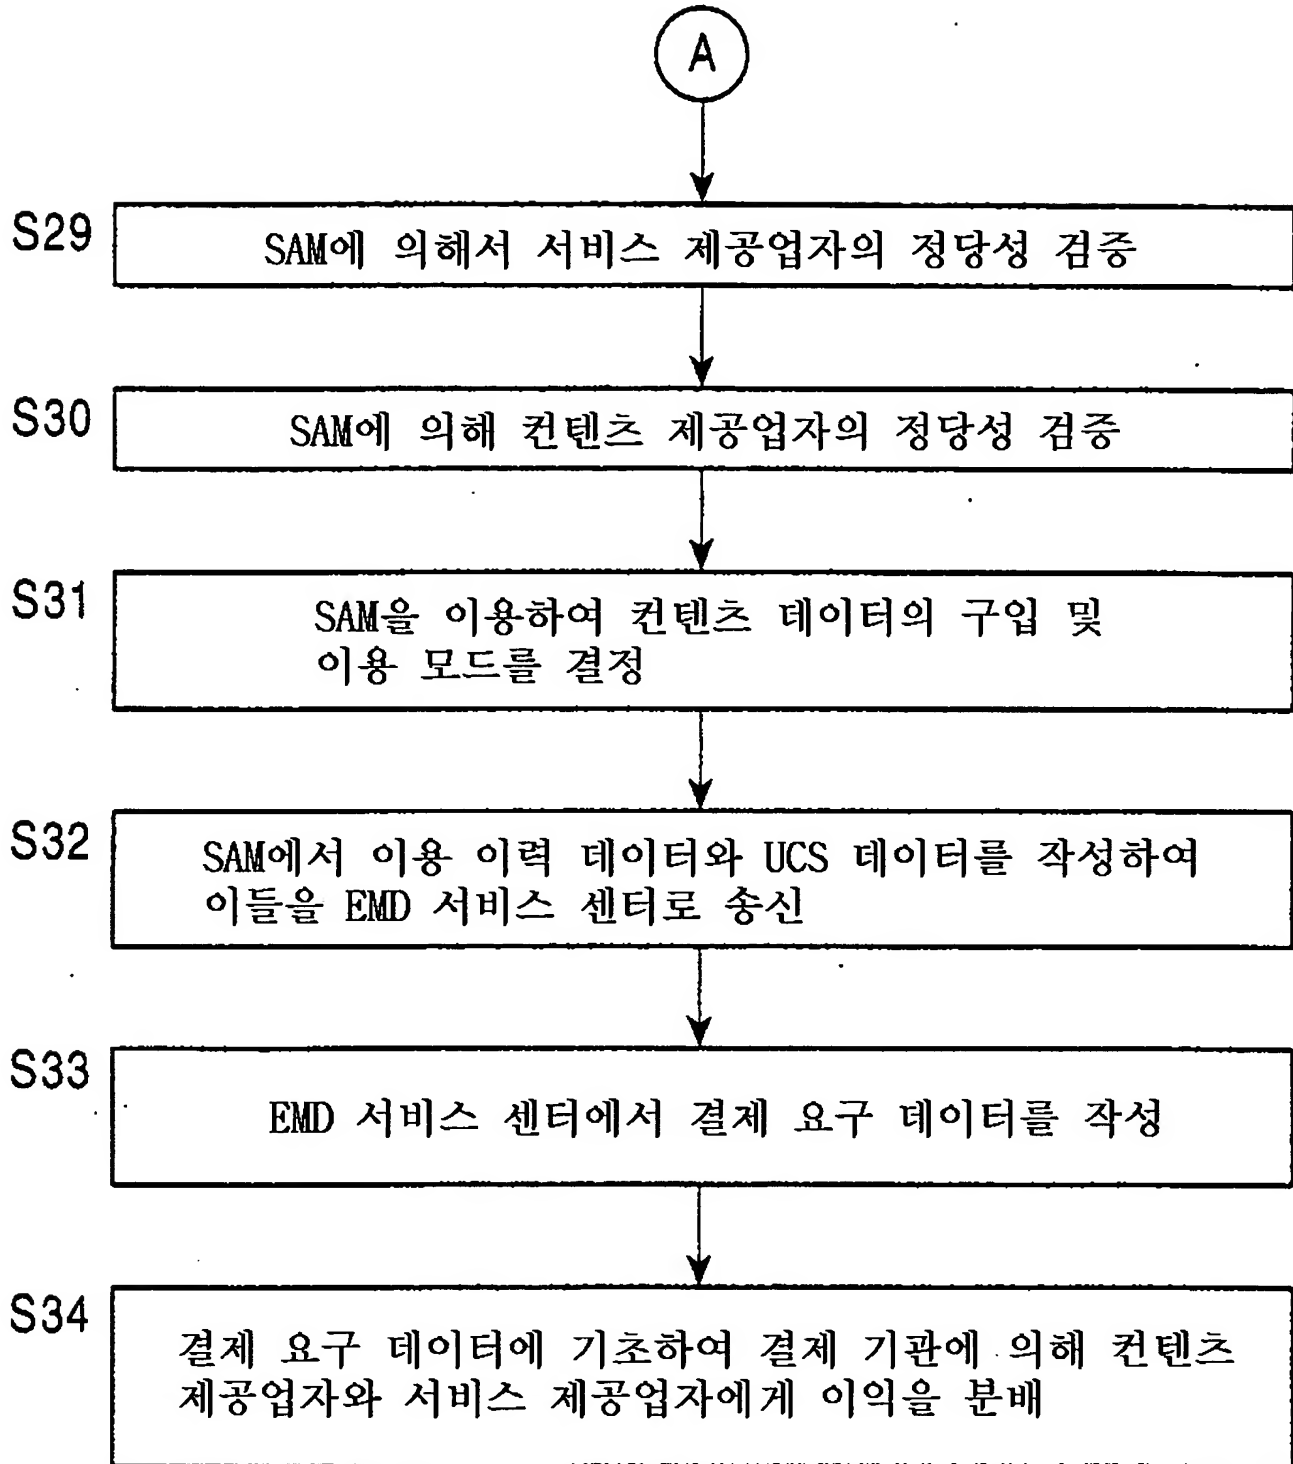 A
S29
SAM에 의해서 서비스 제공업자의 정당성 검증
S30
SAM에 의해 컨텐츠 제공업자의 정당성 검증
S31
SAM을 이용하여 컨텐츠 데이터의 구입 및
이용 모드를 결정
S32
SAM에서 이용 이력 데이터와 UCS 데이터를 작성하여
이들을 EMD 서비스 센터로 송신
S33
EMD 서비스 센터에서 결제 요구 데이터를 작성
S34
결제 요구 데이터에 기초하여 결제 기관에 의해 컨텐츠
제공업자와 서비스 제공업자에게 이익을 분배